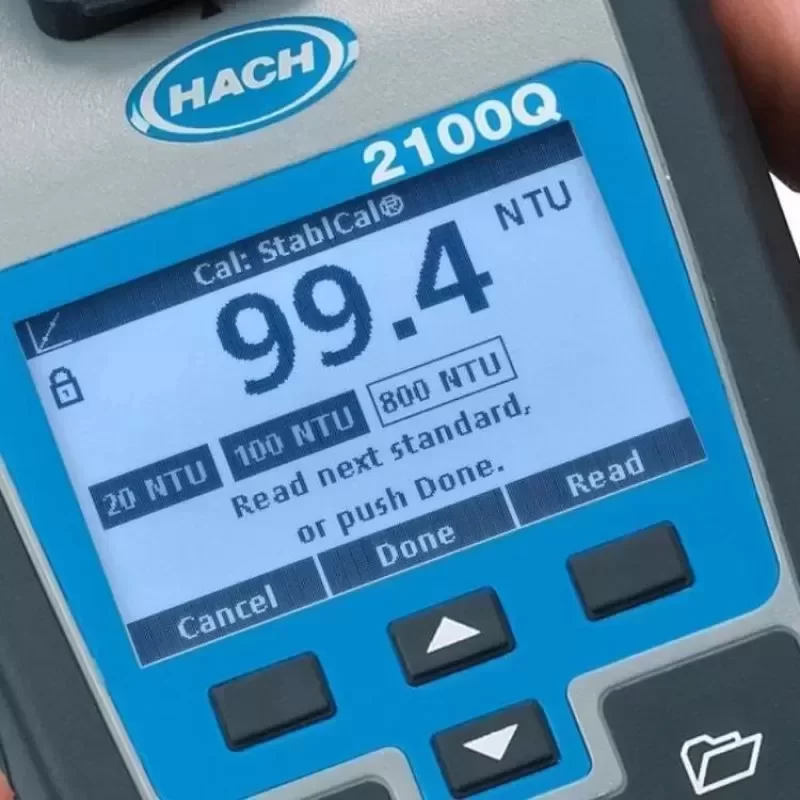 HACH
2100Q
Cal: StablCal®
99.4 NTU
20 NTU 100 NTU 800 NTU
Read next standard,
or push Done.
Cancel Done Read